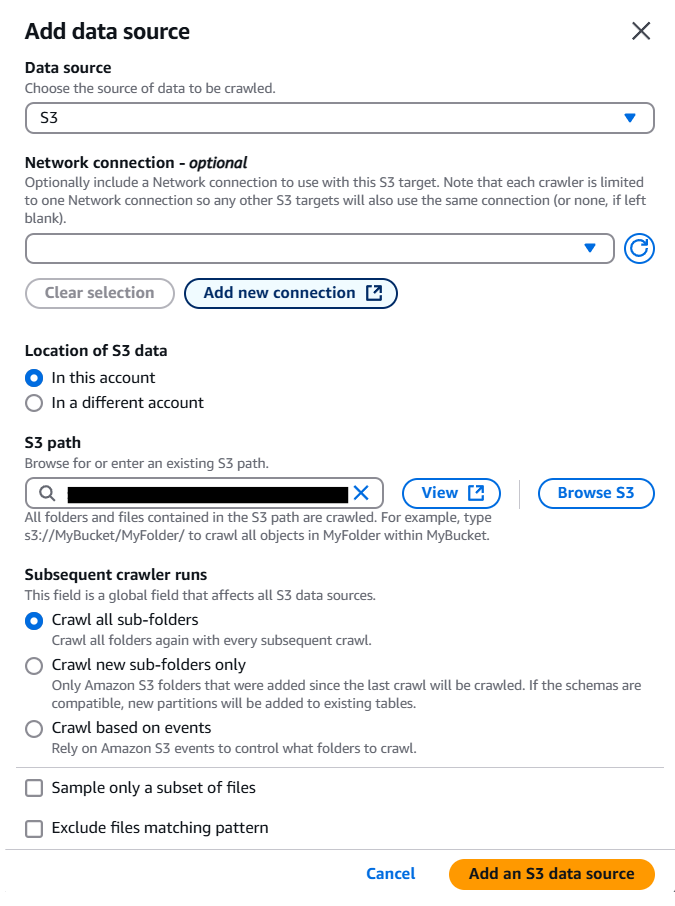 Add data source
Data source
Choose the source of data to be crawled.
S3
Network connection - optional
Optionally include a Network connection to use with this S3 target. Note that each crawler is limited
to one Network connection so any other S3 targets will also use the same connection (or none, if left
blank).
Clear selection
Add new connection
Location of S3 data
In this account
In a different account
S3 path
Browse for or enter an existing S3 path.
View
Browse S3
All folders and files contained in the S3 path are crawled. For example, type
s3://MyBucket/MyFolder/ to crawl all objects in MyFolder within MyBucket.
Subsequent crawler runs
This field is a global field that affects all S3 data sources.
Crawl all sub-folders
Crawl all folders again with every subsequent crawl.
Crawl new sub-folders only
Only Amazon S3 folders that were added since the last crawl will be crawled. If the schemas are
compatible, new partitions will be added to existing tables.
Crawl based on events
Rely on Amazon S3 events to control what folders to crawl.
Sample only a subset of files
Exclude files matching pattern
Cancel
Add an S3 data source